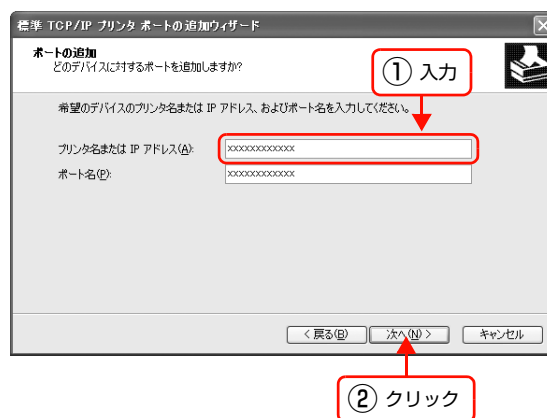 標準 TCP/IP プリンタ ポートの追加ウィザード
ポートの追加
どのデバイスに対するポートを追加しますか?
① 入力
希望のデバイスのプリンタ名または IP アドレス、およびポート名を入力してください。
プリンタ名または IP アドレス(A): xxxxxxxxxxxx
ポート名(P): xxxxxxxxxxxx
< 戻る(B) 次へ(N) > キャンセル
② クリック